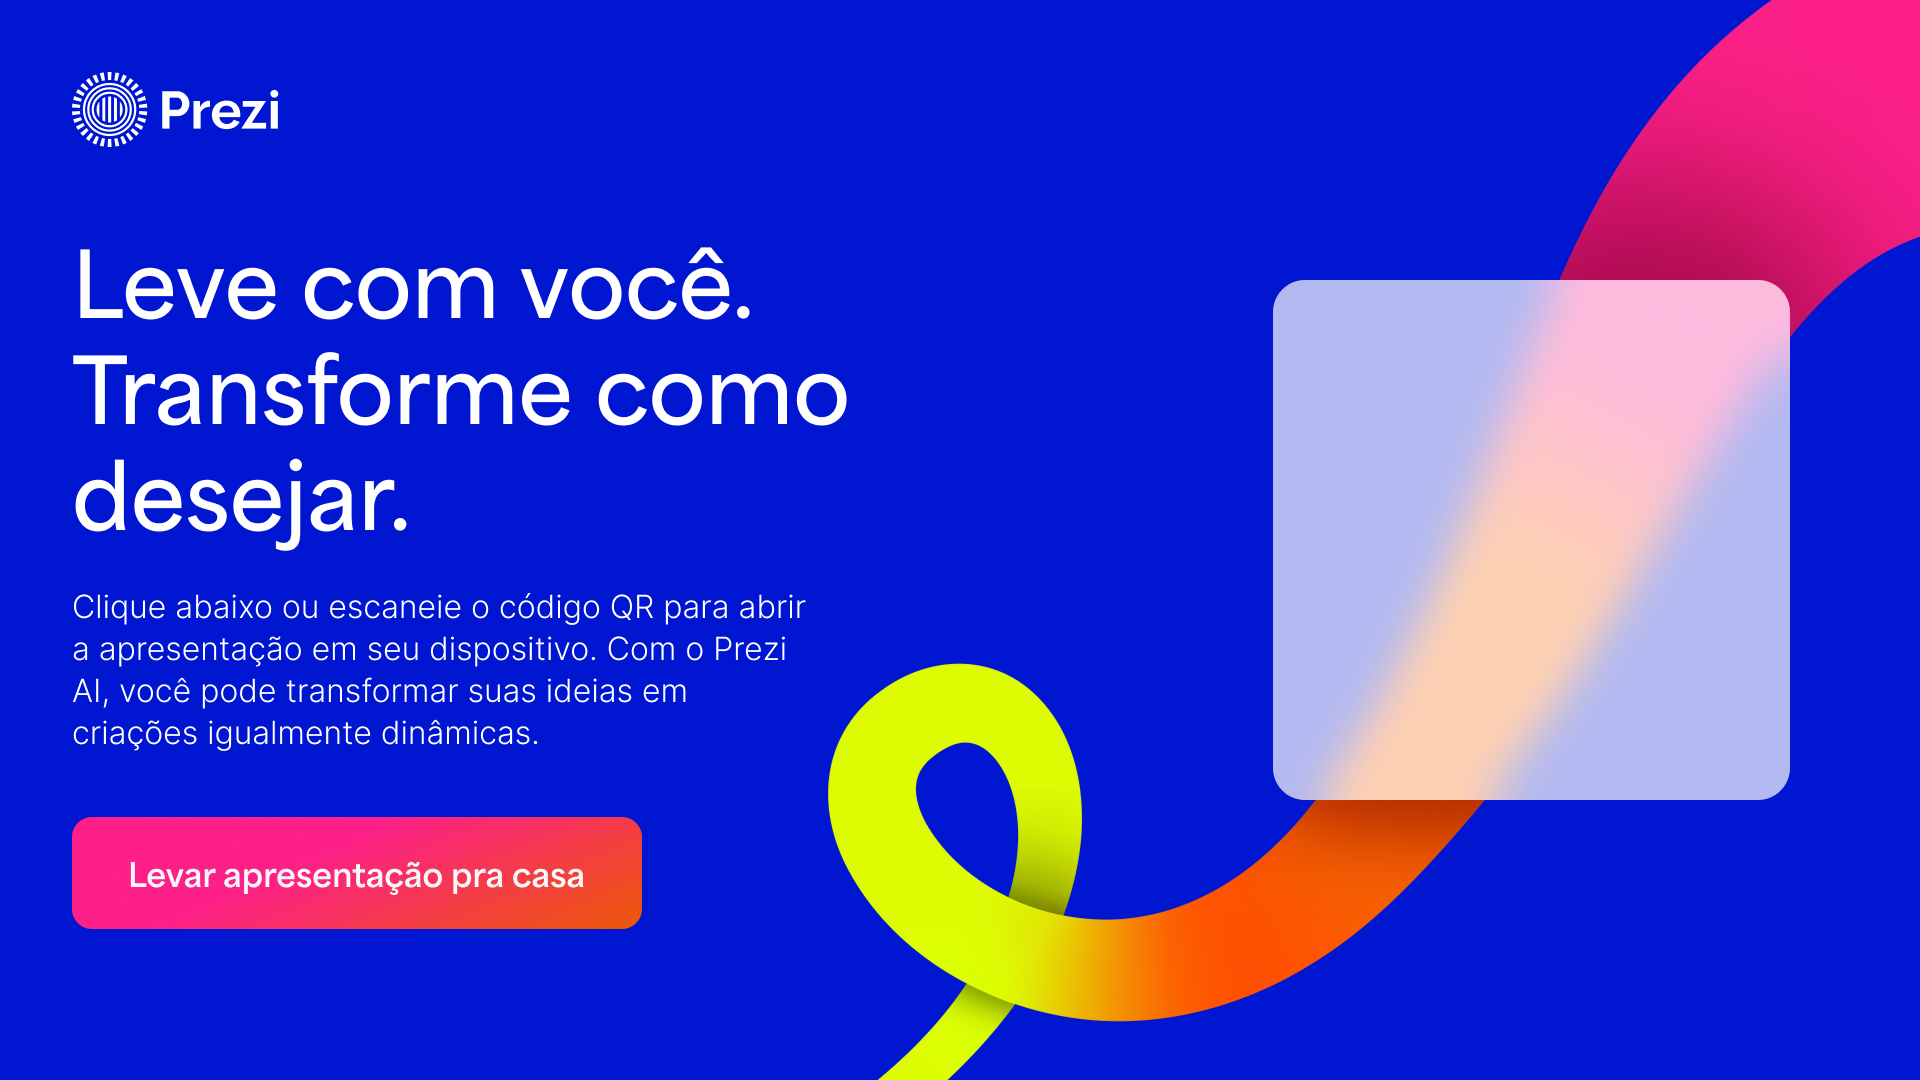 Prezi
Leve com você.
Transforme como
desejar.
Clique abaixo ou escaneie o código QR para abrir
a apresentação em seu dispositivo. Com o Prezi
AI, você pode transformar suas ideias em
criações igualmente dinâmicas.
Levar apresentação pra casa